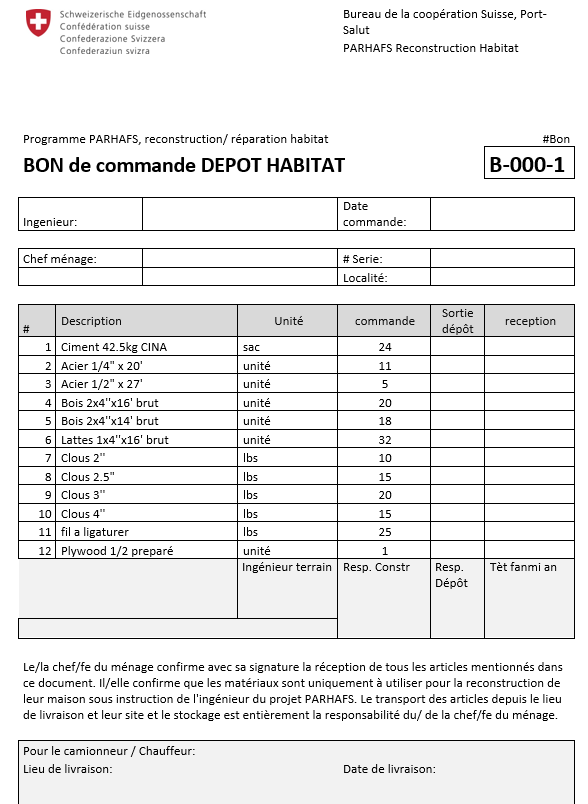 Schweizerische Eidgenossenschaft
Confédération suisse
Confederazione Svizzera
Confederaziun svizra
Bureau de la coopération Suisse, Port-
Salut
PARHAFS Reconstruction Habitat
Programme PARHAFS, reconstruction/ réparation habitat
#Bon
BON de commande DEPOT HABITAT
B-000-1
Ingenieur:
Date
commande:
Chef ménage:
# Serie:
Localité:
# Description Unité commande Sortie dépôt reception
1 Ciment 42.5kg CINA sac 24
2 Acier 1/4" x 20' unité 11
3 Acier 1/2" x 27' unité 5
4 Bois 2x4''x16' brut unité 20
5 Bois 2x4''x14' brut unité 18
6 Lattes 1x4''x16' brut unité 32
7 Clous 2'' lbs 10
8 Clous 2.5" lbs 15
9 Clous 3'' lbs 20
10 Clous 4'' lbs 15
11 fil a ligaturer lbs 25
12 Plywood 1/2 preparé unité 1
Ingénieur terrain Resp. Constr Resp. Dépôt Tèt fanmi an
Le/la chef/fe du ménage confirme avec sa signature la réception de tous les articles mentionnés dans
ce document. Il/elle confirme que les matériaux sont uniquement à utiliser pour la reconstruction de
leur maison sous instruction de l'ingénieur du projet PARHAFS. Le transport des articles depuis le lieu
de livraison et leur site et le stockage est entièrement la responsabilité du/ de la chef/fe du ménage.
Pour le camionneur / Chauffeur:
Lieu de livraison: Date de livraison: